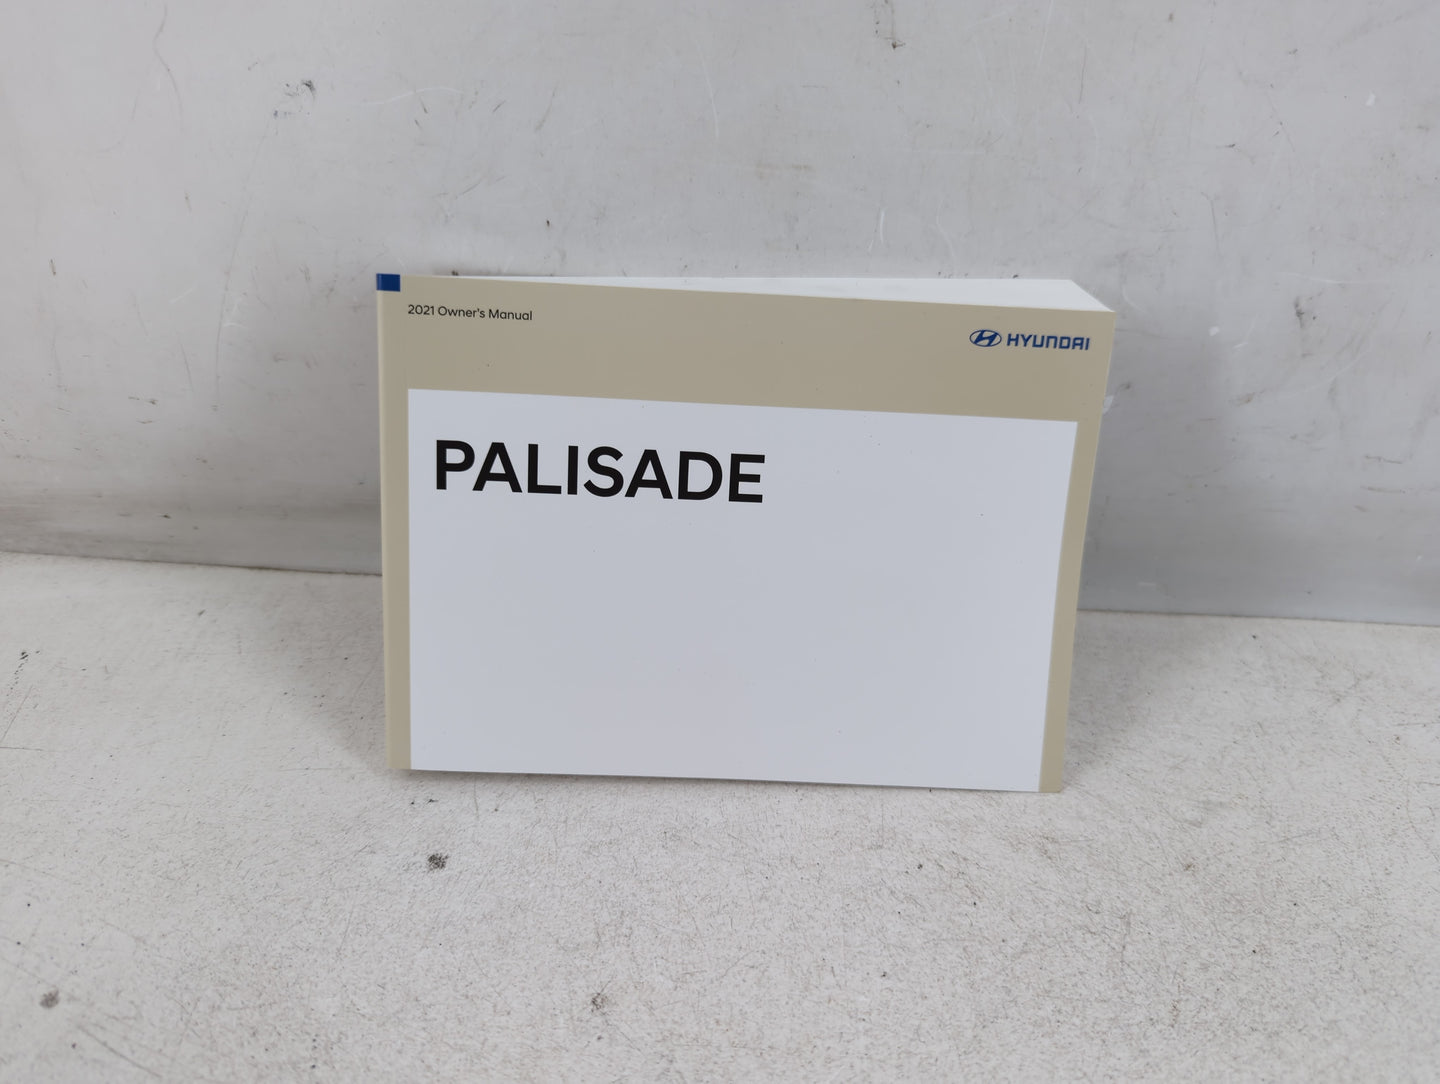 2021 Owner's Manual
HYUNDAI
PALISADE